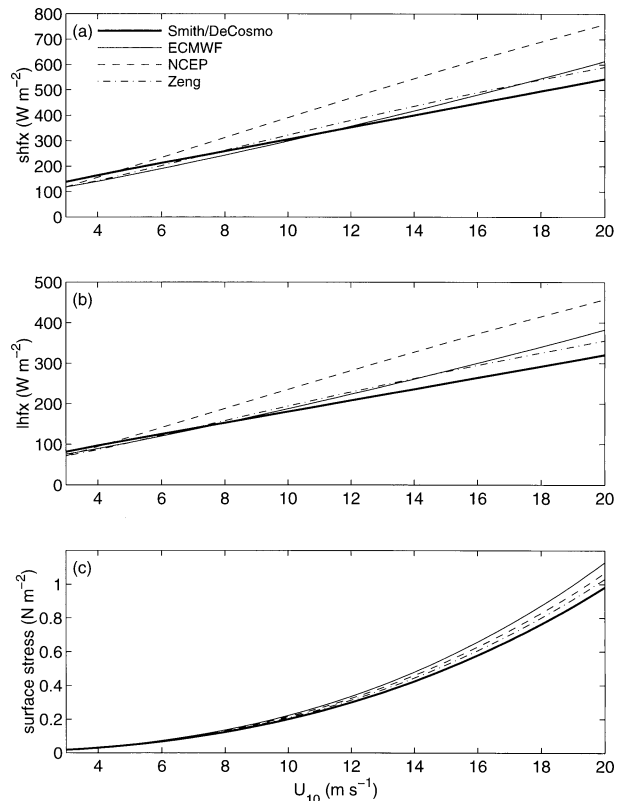 800
(a)
Smith/DeCosmo
700
ECMWF
600
NCEP
500
Zeng
400
300
200
100
0
shfx (W m⁻²)
4 6 8 10 12 14 16 18 20
500
(b)
400
300
200
100
0
lhfx (W m⁻²)
4 6 8 10 12 14 16 18 20
(c)
1
0.8
0.6
0.4
0.2
0
surface stress (N m⁻²)
4 6 8 10 12 14 16 18 20
U₁₀ (m s⁻¹)